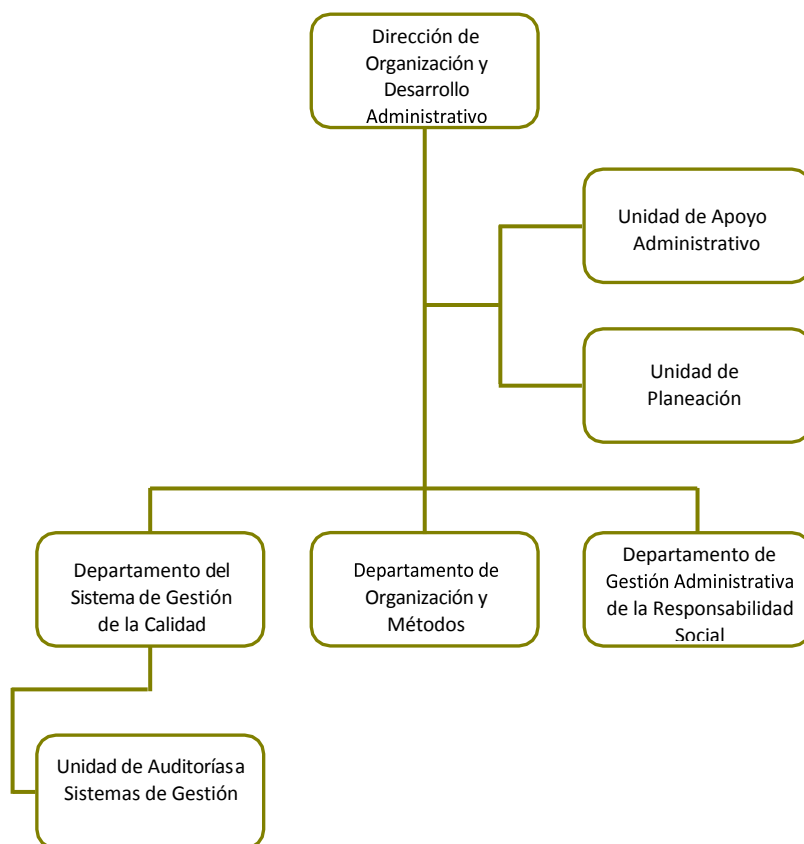 Dirección de
Organización y
Desarrollo
Administrativo
Unidad de Apoyo
Administrativo
Unidad de
Planeación
Departamento del
Sistema de Gestión
de la Calidad
Departamento de
Organización y
Métodos
Departamento de
Gestión Administrativa
de la Responsabilidad
Social
Unidad de Auditorías a
Sistemas de Gestión